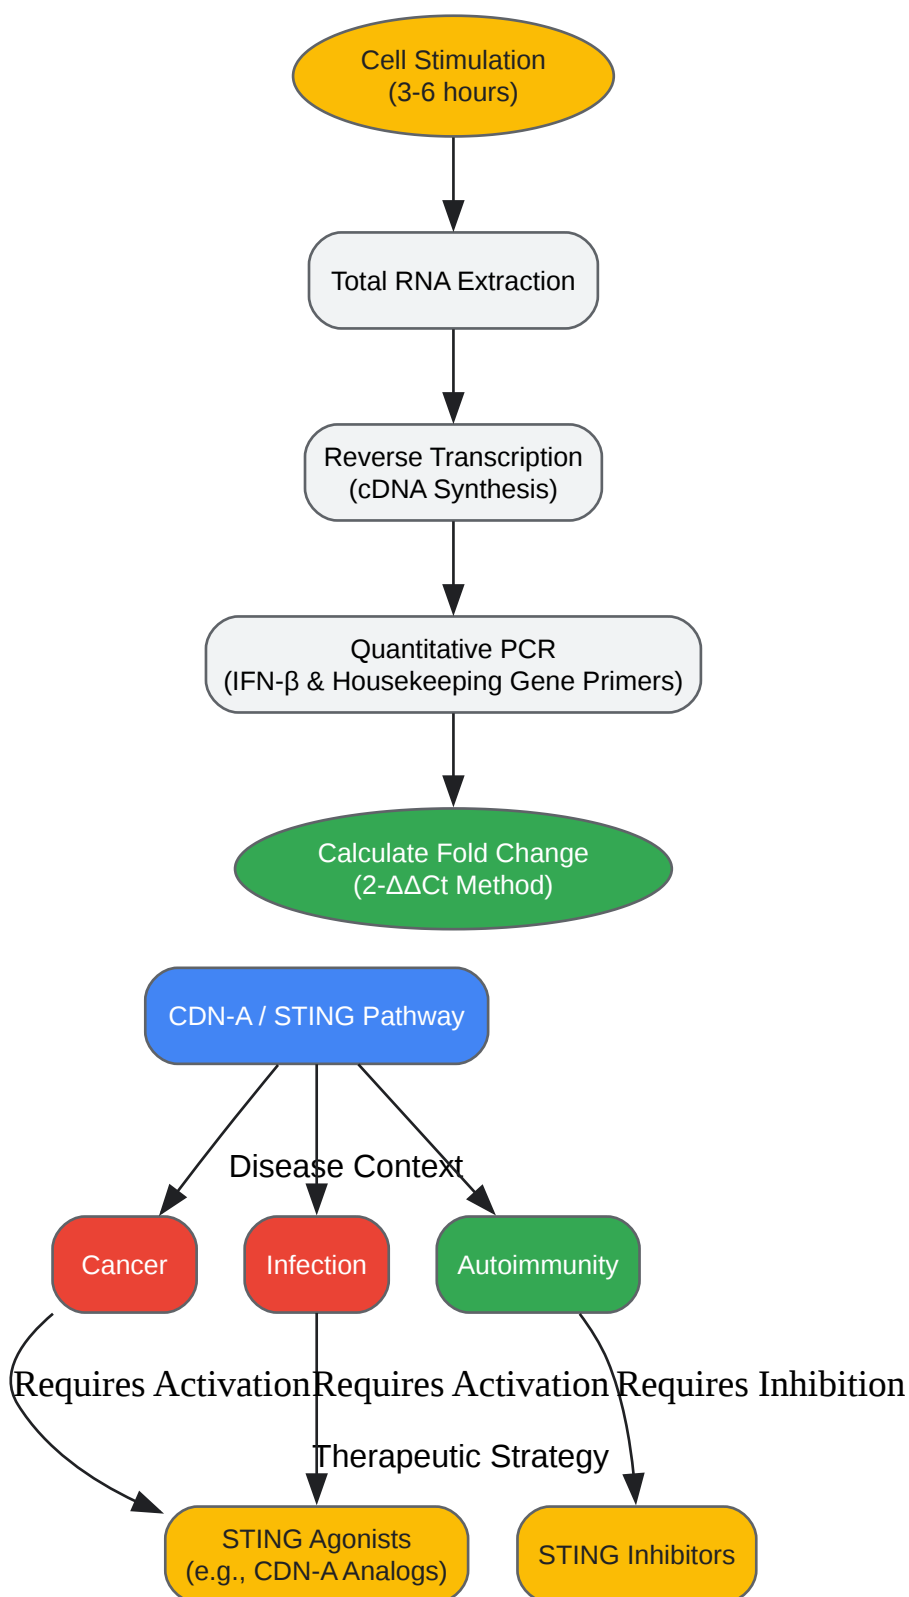 Cell Stimulation
(3-6 hours)
Total RNA Extraction
Reverse Transcription
(cDNA Synthesis)
Quantitative PCR
(IFN-β & Housekeeping Gene Primers)
Calculate Fold Change
(2-ΔΔCt Method)
CDN-A / STING Pathway
Disease Context
Cancer
Infection
Autoimmunity
Requires Activation
Requires Activation
Requires Inhibition
Therapeutic Strategy
STING Agonists
(e.g., CDN-A Analogs)
STING Inhibitors